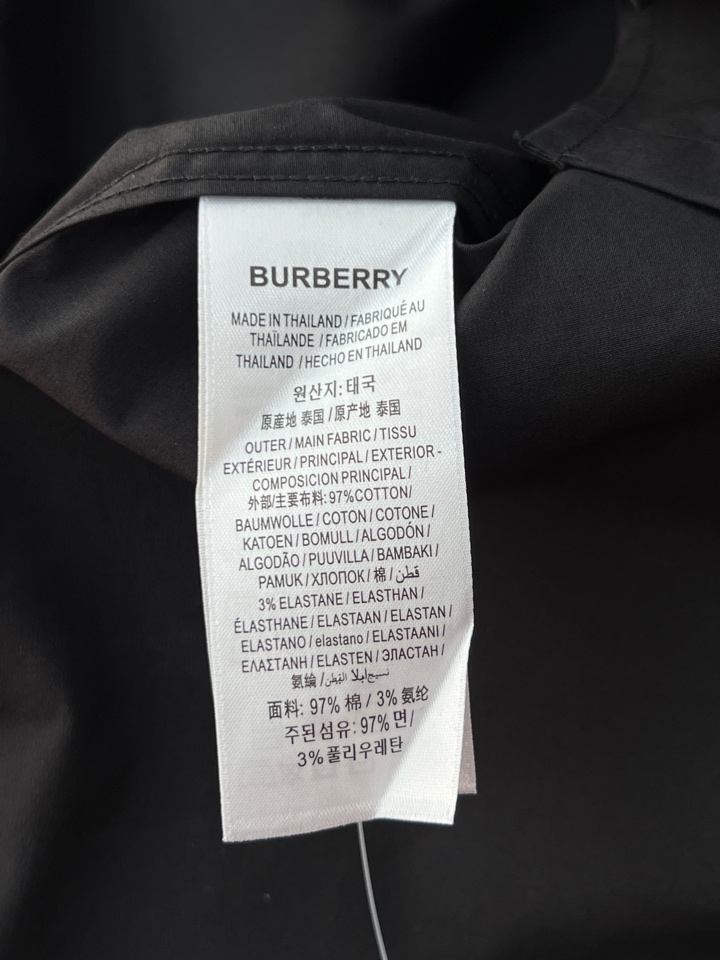 BURBERRY
MADE IN THAILAND / FABRIQUÉ AU
THAÏLANDE / FABRICADO EM
THAILAND / HECHO EN THAILAND
원산지: 태국
原産地 泰国 / 原产地 泰国
OUTER / MAIN FABRIC / TISSU
EXTÉRIEUR / PRINCIPAL / EXTERIOR -
COMPOSICION PRINCIPAL /
外部/主要布料: 97% COTTON/
BAUMWOLLE / COTON / COTONE /
KATOEN / BOMULL / ALGODÓN /
ALGODÃO / PUUVILLA / BAMBAKI /
PAMUK / ХЛОПОК / 棉 / قطن
3% ELASTANE / ELASTHAN /
ÉLASTHANE / ELASTAAN / ELASTAN /
ELASTANO / elastano / ELASTAANI /
ΕΛΑΣΤΑΝΗ / ELASTEN / ЭЛАСТАН /
氨纶 /
面料: 97% 棉 / 3% 氨纶
주된섬유: 97% 면 /
3% 폴리우레탄